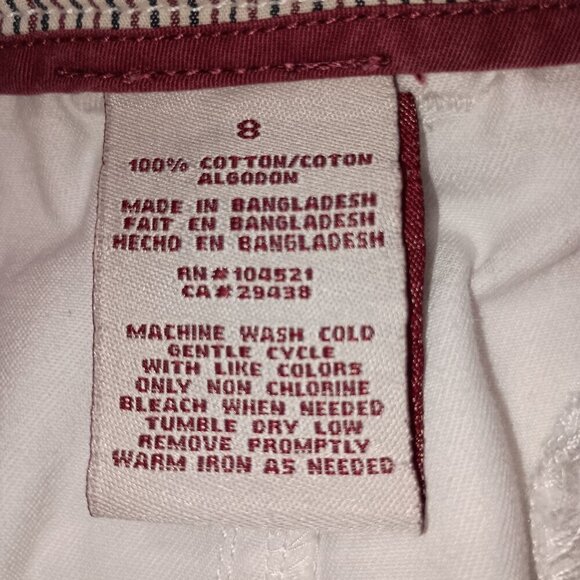 8
100% COTTON/COTON
ALGODON
MADE IN BANGLADESH
FAIT EN BANGLADESH
HECHO EN BANGLADESH
RN#104521
CA#29438
MACHINE WASH COLD
GENTLE CYCLE
WITH LIKE COLORS
ONLY NON CHLORINE
BLEACH WHEN NEEDED
TUMBLE DRY LOW
REMOVE PROMPTLY
WARM IRON AS NEEDED